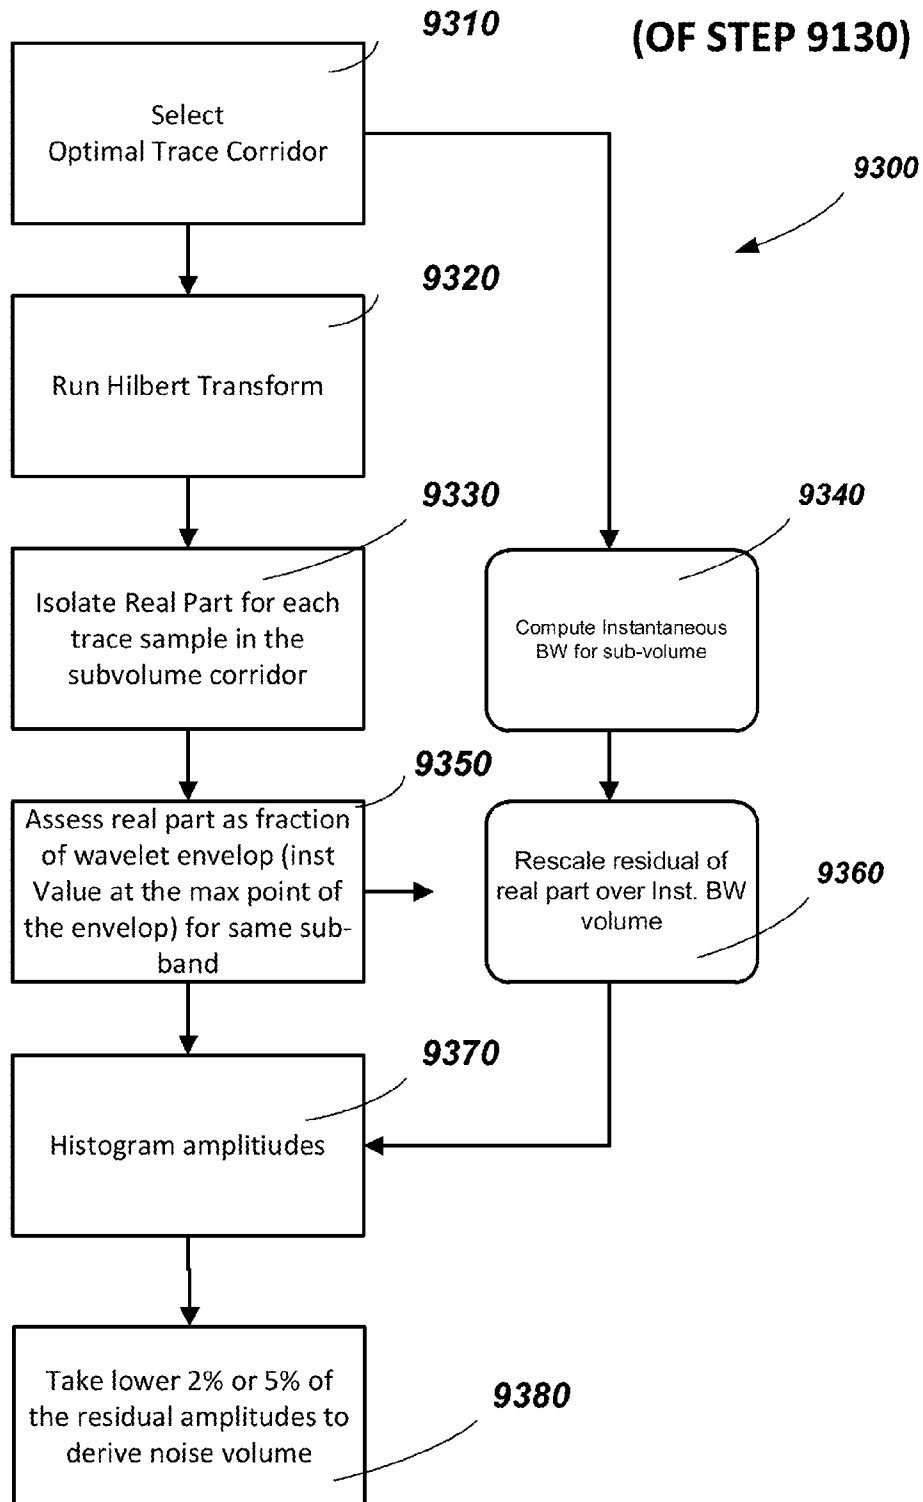 9310
(OF STEP 9130)
Select
Optimal Trace Corridor
9300
9320
Run Hilbert Transform
9330
9340
Isolate Real Part for each
trace sample in the
subvolume corridor
Compute Instantaneous
BW for sub-volume
9350
Assess real part as fraction
of wavelet envelop (inst
Value at the max point of
the envelop) for same sub-
band
Rescale residual of
real part over Inst. BW
volume
9360
9370
Histogram amplitiudes
Take lower 2% or 5% of
the residual amplitudes to
derive noise volume
9380